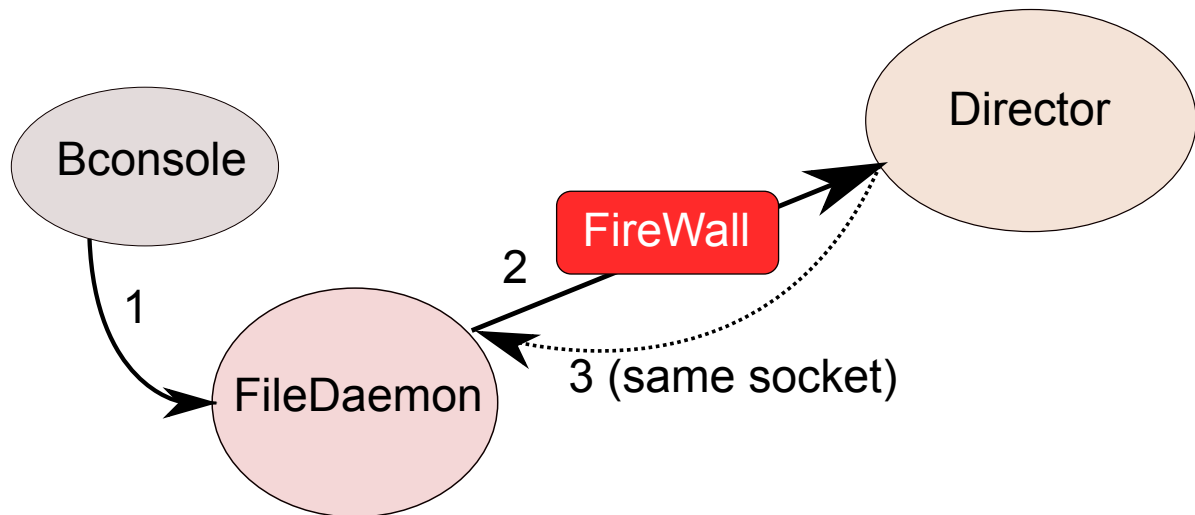 Director
Bconsole
FireWall
2
1
3 (same socket)
FileDaemon